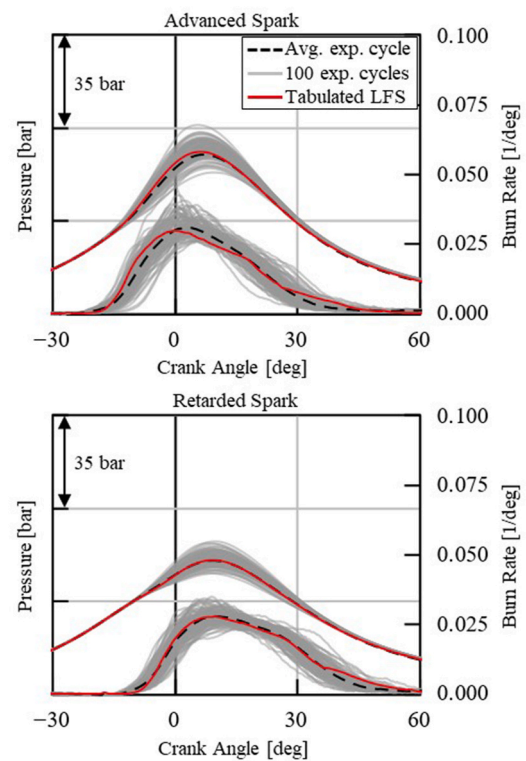 Advanced Spark
Avg. exp. cycle
100 exp. cycles
Tabulated LFS
35 bar
Pressure [bar]
Burn Rate [1/deg]
0.100
0.075
0.050
0.025
0.000
−30 0 30 60
Crank Angle [deg]
Retarded Spark
35 bar
Pressure [bar]
Burn Rate [1/deg]
0.100
0.075
0.050
0.025
0.000
−30 0 30 60
Crank Angle [deg]